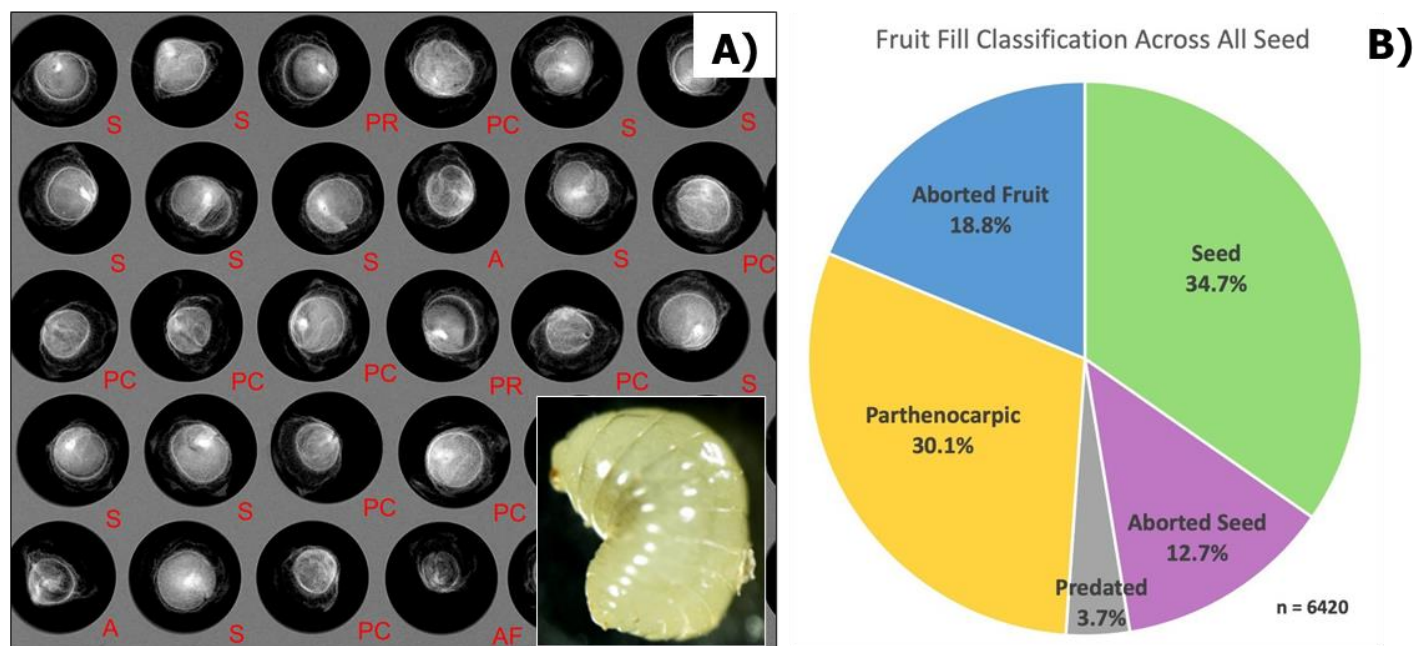 A)
S
S
PR
PC
S
S
S
S
S
A
S
PC
PC
PC
PC
PR
PC
S
S
S
PC
PC
A
S
PC
AF
B)
Fruit Fill Classification Across All Seed
Aborted Fruit
18.8%
Seed
34.7%
Parthenocarpic
30.1%
Aborted Seed
12.7%
Predated
3.7%
n = 6420